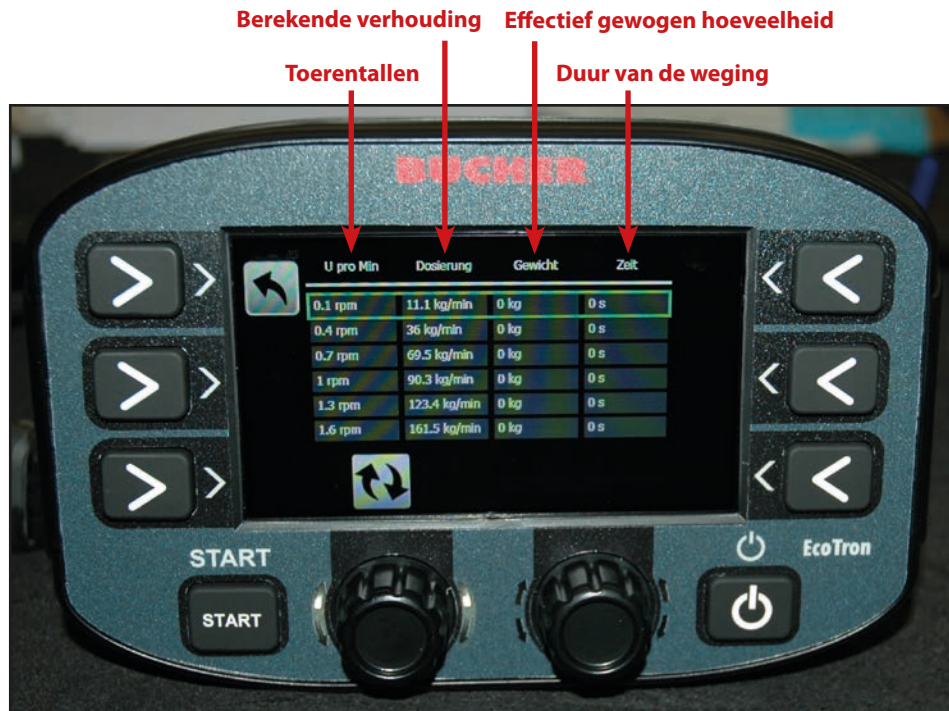 Berekende verhouding Effectief gewogen hoeveelheid
Toerentallen Duur van de weging
BUCHER
U pro Min Dosierung Gewicht Zeit
0.1 rpm 11.1 kg/min 0 kg 0 s
0.4 rpm 36 kg/min 0 kg 0 s
0.7 rpm 69.5 kg/min 0 kg 0 s
1 rpm 90.3 kg/min 0 kg 0 s
1.3 rpm 123.4 kg/min 0 kg 0 s
1.6 rpm 161.5 kg/min 0 kg 0 s
START EcoTron
START